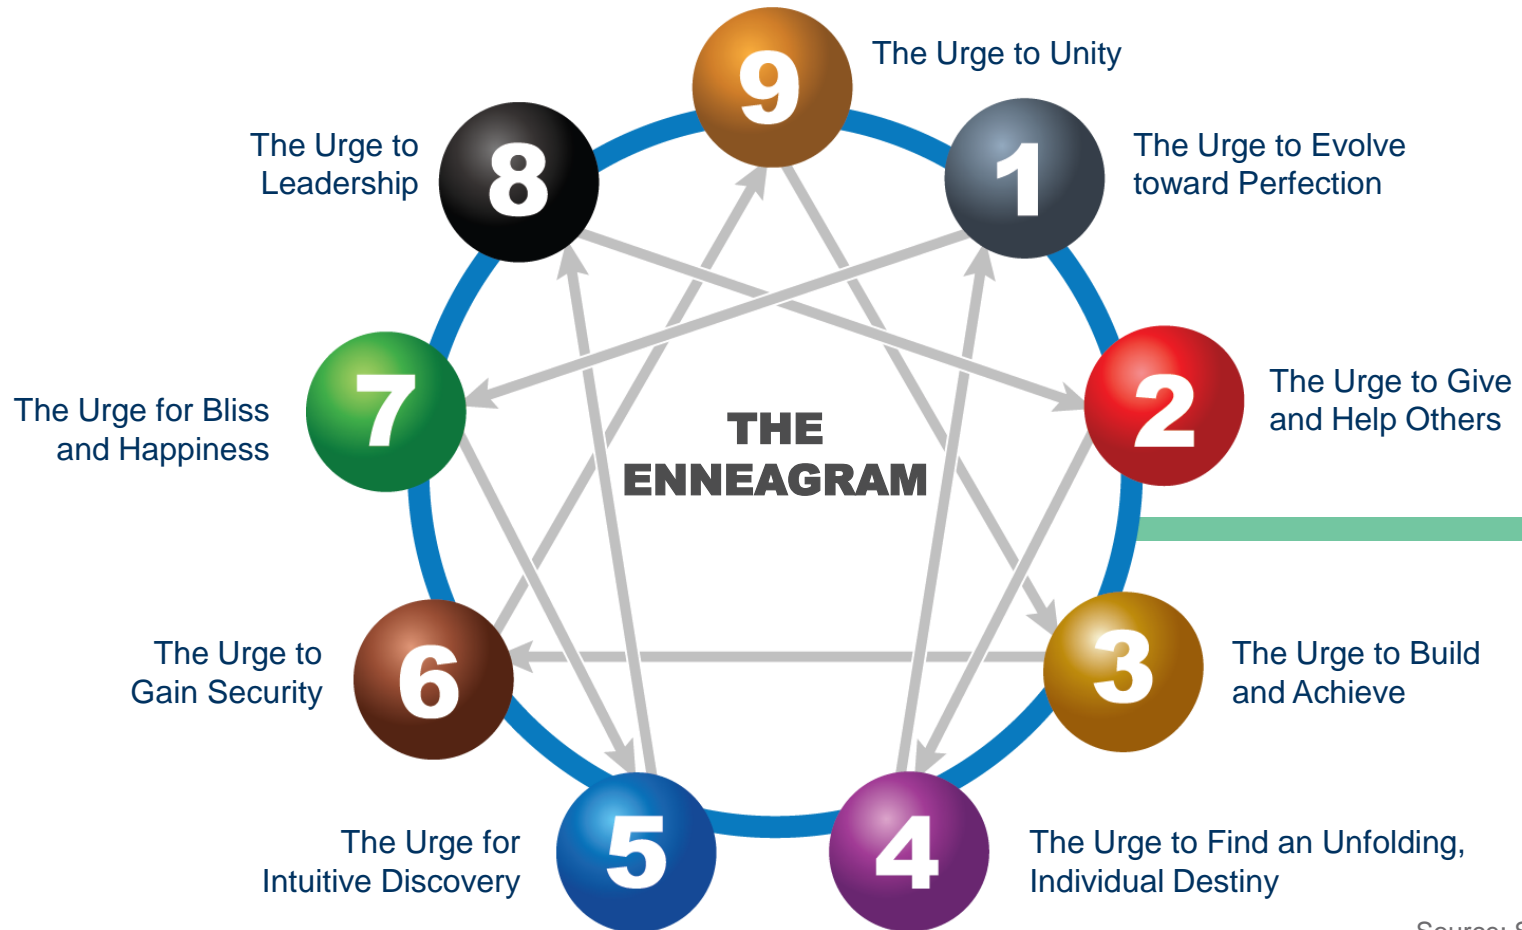 9
The Urge to Unity
8
The Urge to
Leadership
1
The Urge to Evolve
toward Perfection
7
The Urge for Bliss
and Happiness
THE
ENNEAGRAM
2
The Urge to Give
and Help Others
6
The Urge to
Gain Security
3
The Urge to Build
and Achieve
5
The Urge for
Intuitive Discovery
4
The Urge to Find an Unfolding,
Individual Destiny
Source: